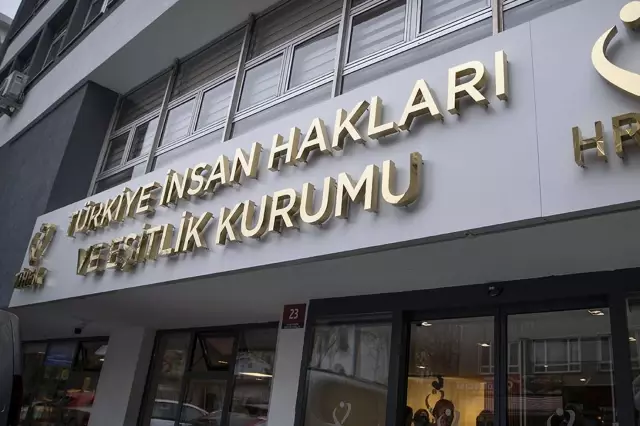 TÜRKİYE İNSAN HAKLARI
VE EŞİTLİK KURUMU
23